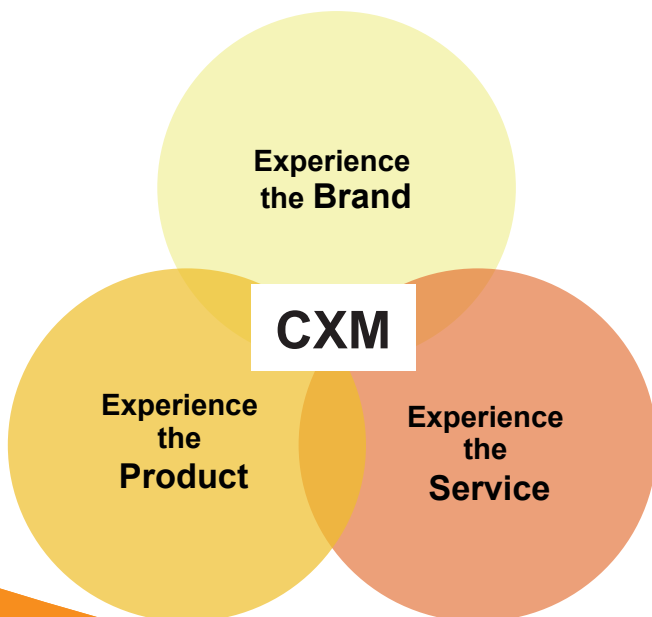 Experience
the Brand
CXM
Experience
the
Product
Experience
the
Service